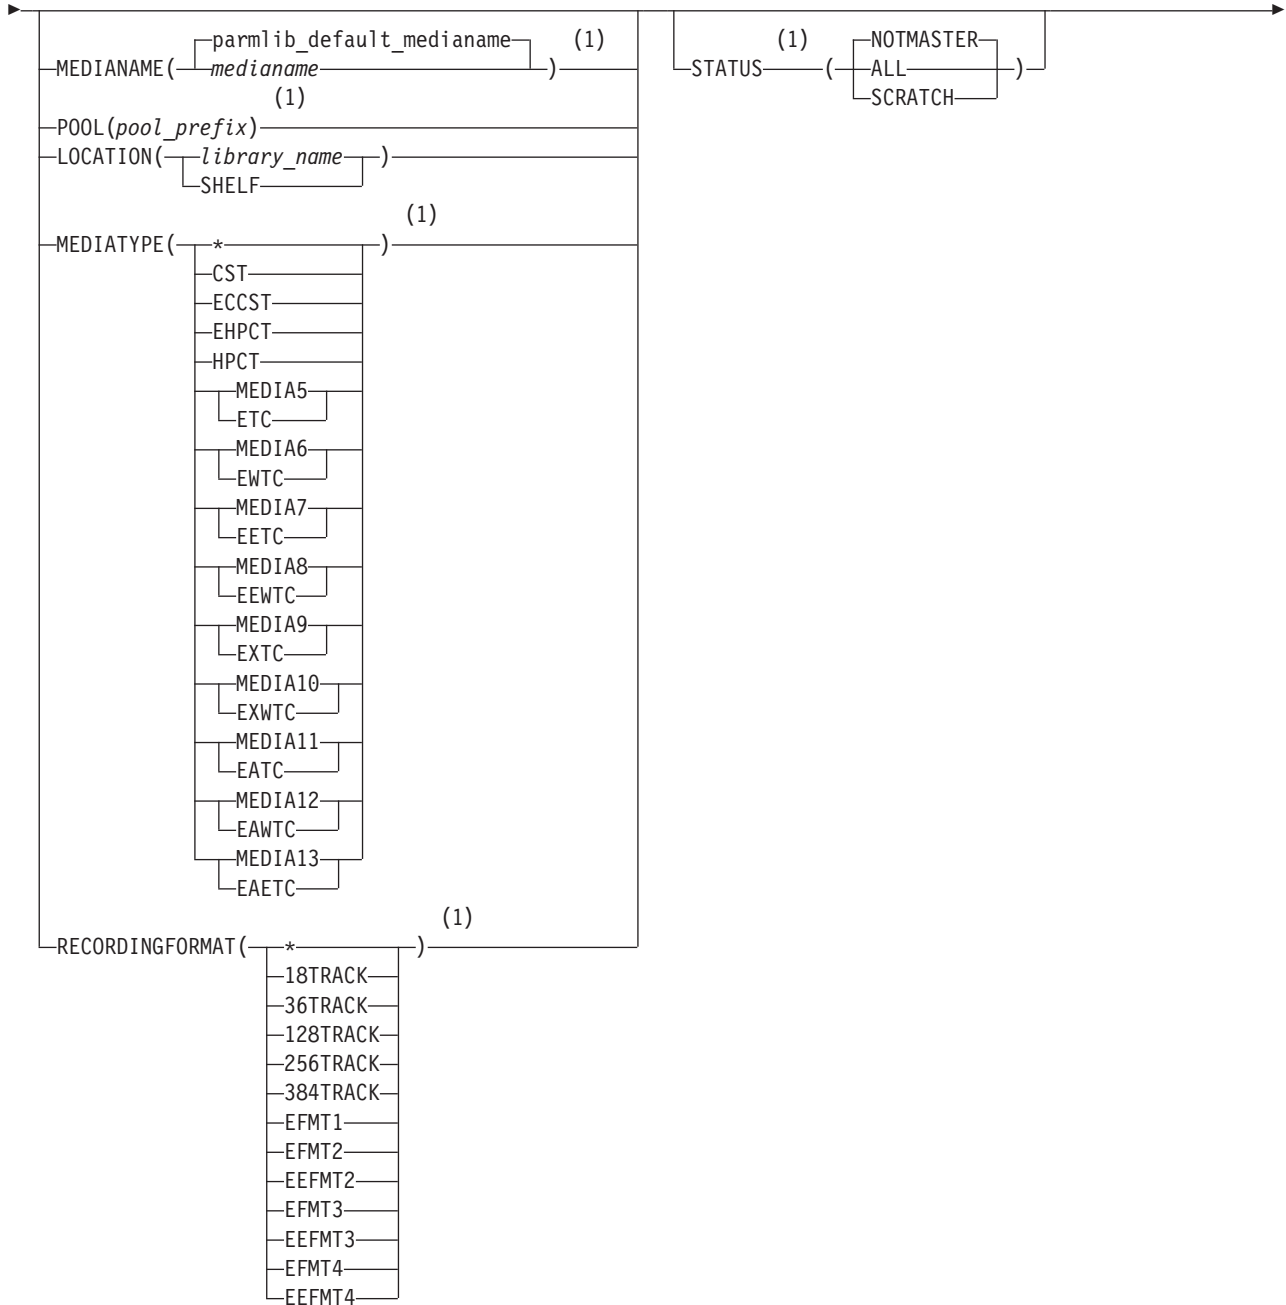 parmlib_default_medianame (1) (1) NOTMASTER
MEDIANAME( medianame ) STATUS ( ALL )
(1) SCRATCH
POOL(pool_prefix)
LOCATION( library_name )
SHELF
(1)
MEDIATYPE( * )
CST
ECCST
EHPCT
HPCT
MEDIA5
ETC
MEDIA6
EWTC
MEDIA7
EETC
MEDIA8
EEWTC
MEDIA9
EXTC
MEDIA10
EXWTC
MEDIA11
EATC
MEDIA12
EAWTC
MEDIA13
EAETC
(1)
RECORDINGFORMAT( * )
18TRACK
36TRACK
128TRACK
256TRACK
384TRACK
EFMT1
EFMT2
EEFMT2
EFMT3
EEFMT3
EFMT4
EEFMT4